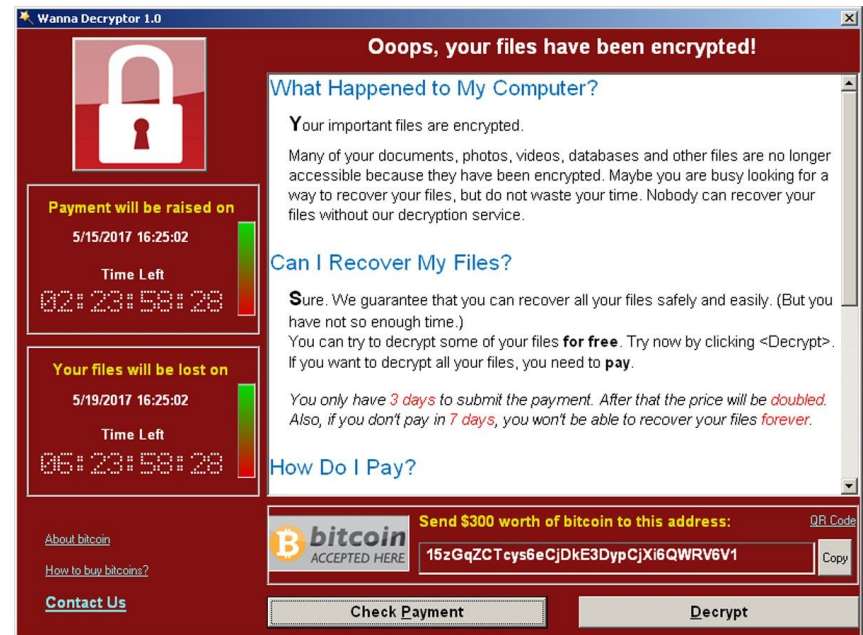 Wanna Decryptor 1.0
Ooops, your files have been encrypted!
Payment will be raised on
5/15/2017 16:25:02
Time Left
02:23:58:28
Your files will be lost on
5/19/2017 16:25:02
Time Left
06:23:58:28
About bitcoin
How to buy bitcoins?
Contact Us
What Happened to My Computer?
Your important files are encrypted.
Many of your documents, photos, videos, databases and other files are no longer
accessible because they have been encrypted. Maybe you are busy looking for a
way to recover your files, but do not waste your time. Nobody can recover your
files without our decryption service.
Can I Recover My Files?
Sure. We guarantee that you can recover all your files safely and easily. (But you
have not so enough time.)
You can try to decrypt some of your files for free. Try now by clicking <Decrypt>.
If you want to decrypt all your files, you need to pay.
You only have 3 days to submit the payment. After that the price will be doubled.
Also, if you don't pay in 7 days, you won't be able to recover your files forever.
How Do I Pay?
bitcoin
ACCEPTED HERE
Send $300 worth of bitcoin to this address:
QR Code
15zGqZCTcys6eCjDkE3DypCjXi6QWRV6V1
Copy
Check Payment
Decrypt